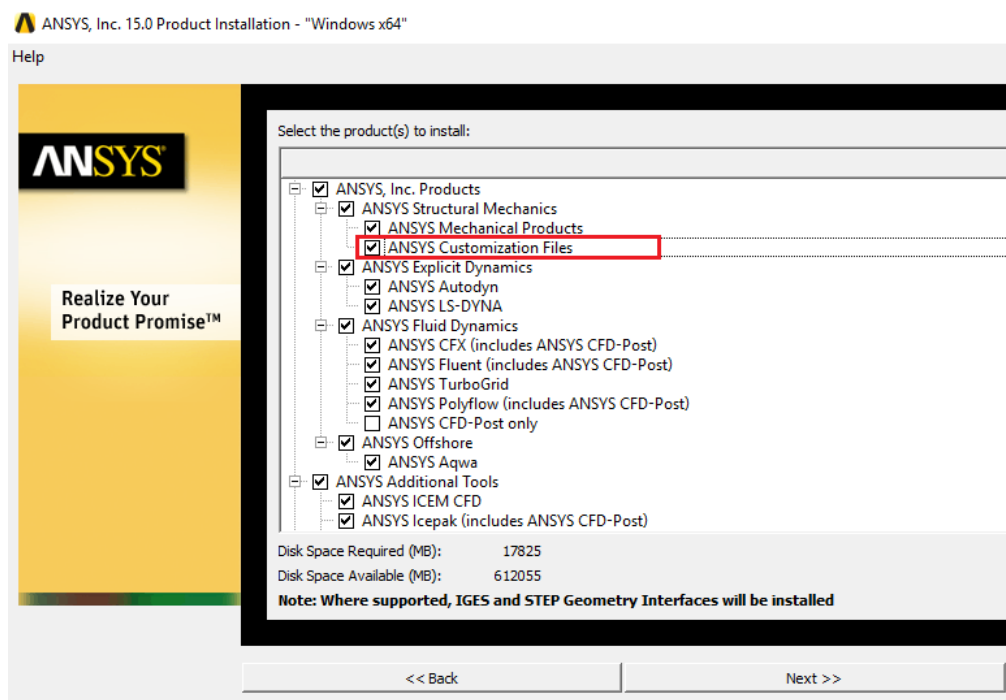 ANSYS, Inc. 15.0 Product Installation - "Windows x64"
Help
ANSYS
Realize Your
Product Promise™
Select the product(s) to install:
ANSYS, Inc. Products
ANSYS Structural Mechanics
ANSYS Mechanical Products
ANSYS Customization Files
ANSYS Explicit Dynamics
ANSYS Autodyn
ANSYS LS-DYNA
ANSYS Fluid Dynamics
ANSYS CFX (includes ANSYS CFD-Post)
ANSYS Fluent (includes ANSYS CFD-Post)
ANSYS TurboGrid
ANSYS Polyflow (includes ANSYS CFD-Post)
ANSYS CFD-Post only
ANSYS Offshore
ANSYS Aqwa
ANSYS Additional Tools
ANSYS ICEM CFD
ANSYS Icepak (includes ANSYS CFD-Post)
Disk Space Required (MB): 17825
Disk Space Available (MB): 612055
Note: Where supported, IGES and STEP Geometry Interfaces will be installed
<< Back
Next >>